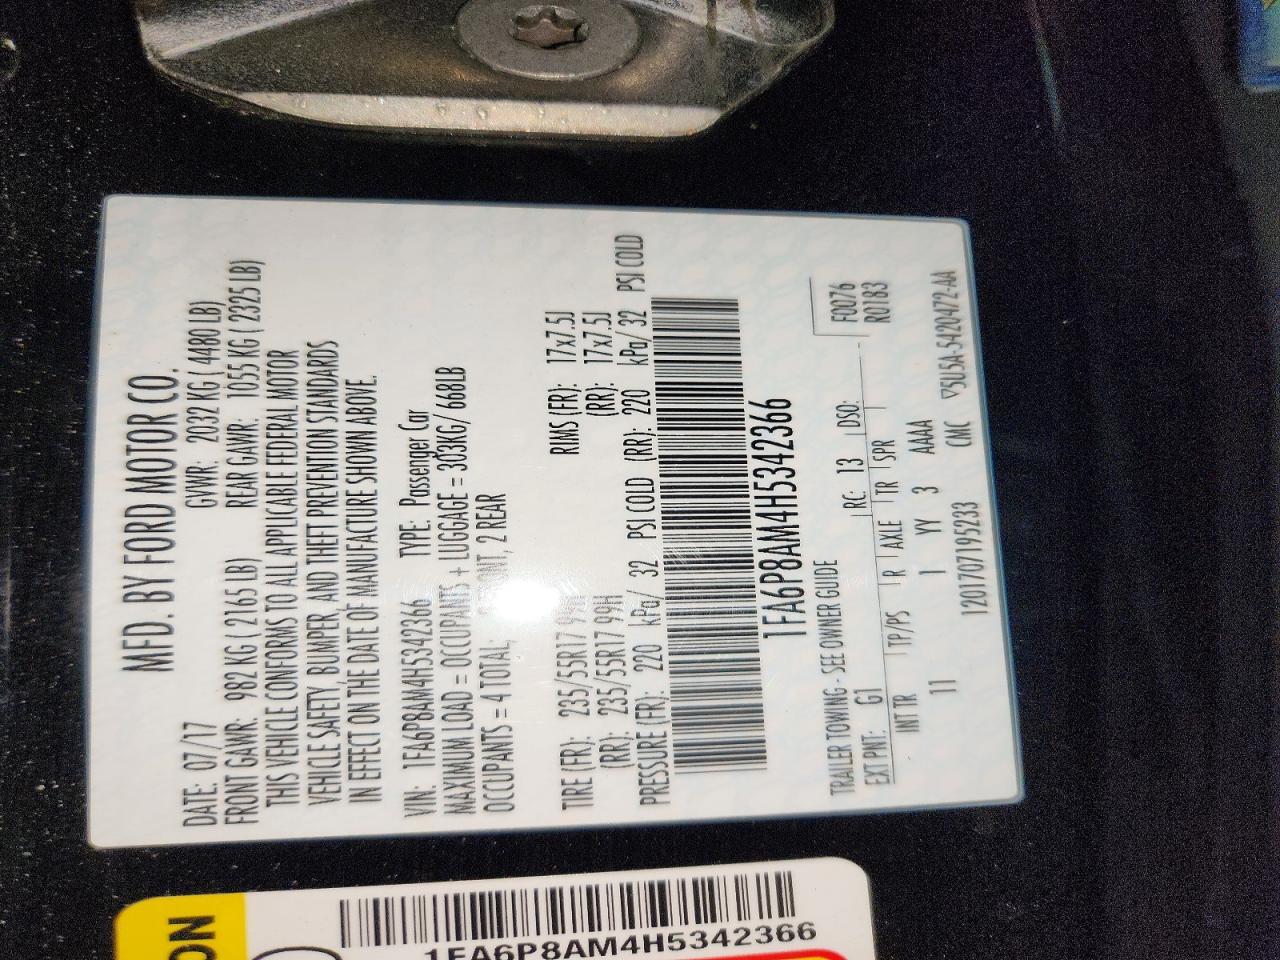 MFD. BY FORD MOTOR CO.
DATE: 07/17 GVWR: 2032 KG ( 4480 LB)
FRONT GAWR: 982 KG ( 2165 LB) REAR GAWR: 1055 KG ( 2325 LB)
THIS VEHICLE CONFORMS TO ALL APPLICABLE FEDERAL MOTOR
VEHICLE SAFETY, BUMPER, AND THEFT PREVENTION STANDARDS
IN EFFECT ON THE DATE OF MANUFACTURE SHOWN ABOVE.
VIN: 1FA6P8AM4H5342366 TYPE: Passenger Car
MAXIMUM LOAD = OCCUPANTS + LUGGAGE = 303KG/ 668LB
OCCUPANTS = 4 TOTAL; 2 REAR
TIRE (FR): 235/55R17 99H RIMS (FR): 17x7.5J
(RR): 235/55R17 99H (RR): 17x7.5J
PRESSURE (FR): 220 kPa/ 32 PSI COLD (RR): 220 kPa/ 32 PSI COLD
1FA6P8AM4H5342366
TRAILER TOWING - SEE OWNER GUIDE F0076
EXT PNT: G1 RC: 13 DSO: R0183
INT TR TP/PS R AXLE TR SPR
11 1 YY 3 AAAA
1201707195233 CMC ▽5U5A-5420472-AA
ON
1FA6P8AM4H5342366